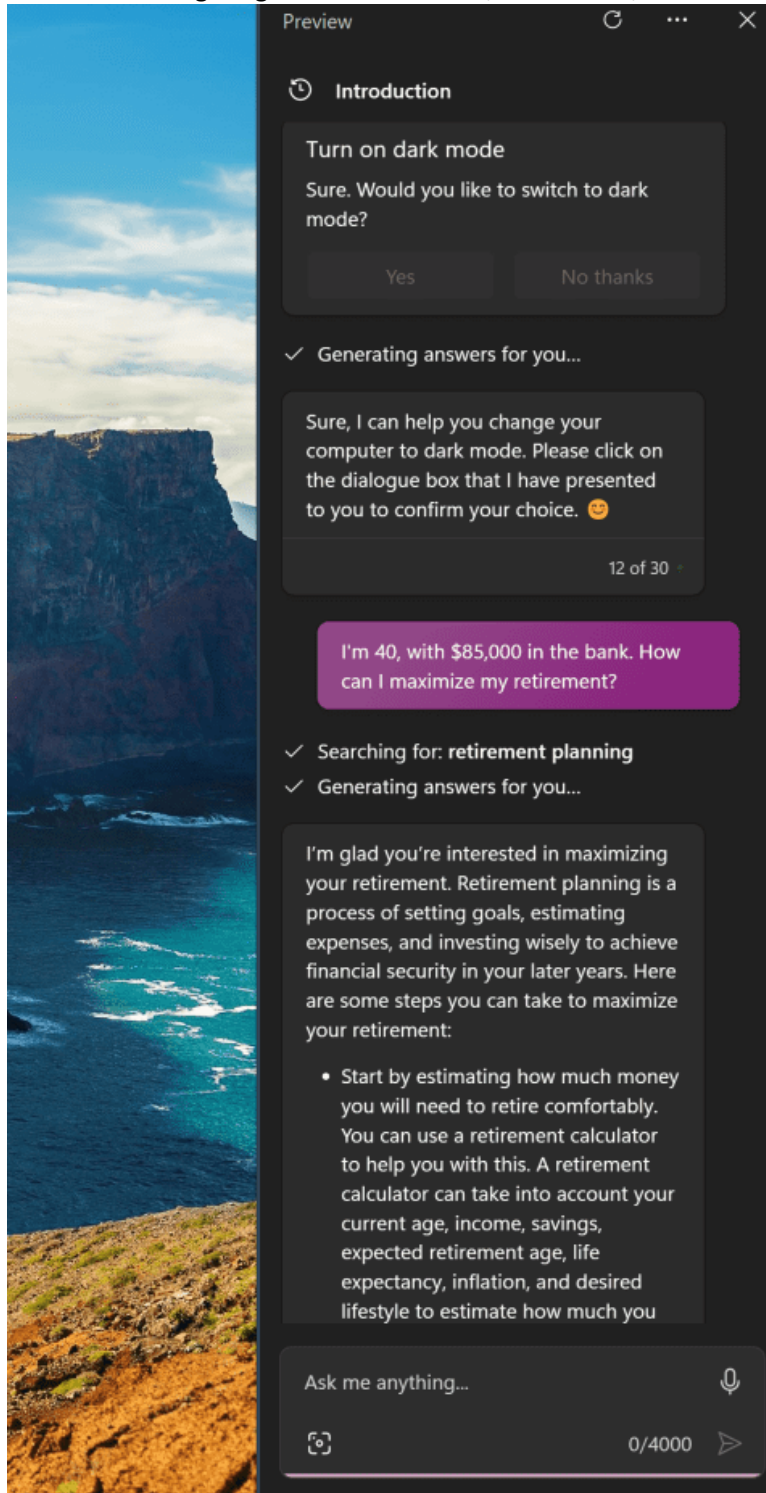 Preview
Introduction
Turn on dark mode
Sure. Would you like to switch to dark
mode?
Yes
No thanks
Generating answers for you...
Sure, I can help you change your
computer to dark mode. Please click on
the dialogue box that I have presented
to you to confirm your choice. 😊
12 of 30
I'm 40, with $85,000 in the bank. How
can I maximize my retirement?
Searching for: retirement planning
Generating answers for you...
I'm glad you're interested in maximizing
your retirement. Retirement planning is a
process of setting goals, estimating
expenses, and investing wisely to achieve
financial security in your later years. Here
are some steps you can take to maximize
your retirement:
• Start by estimating how much money
you will need to retire comfortably.
You can use a retirement calculator
to help you with this. A retirement
calculator can take into account your
current age, income, savings,
expected retirement age, life
expectancy, inflation, and desired
lifestyle to estimate how much you
Ask me anything...
0/4000